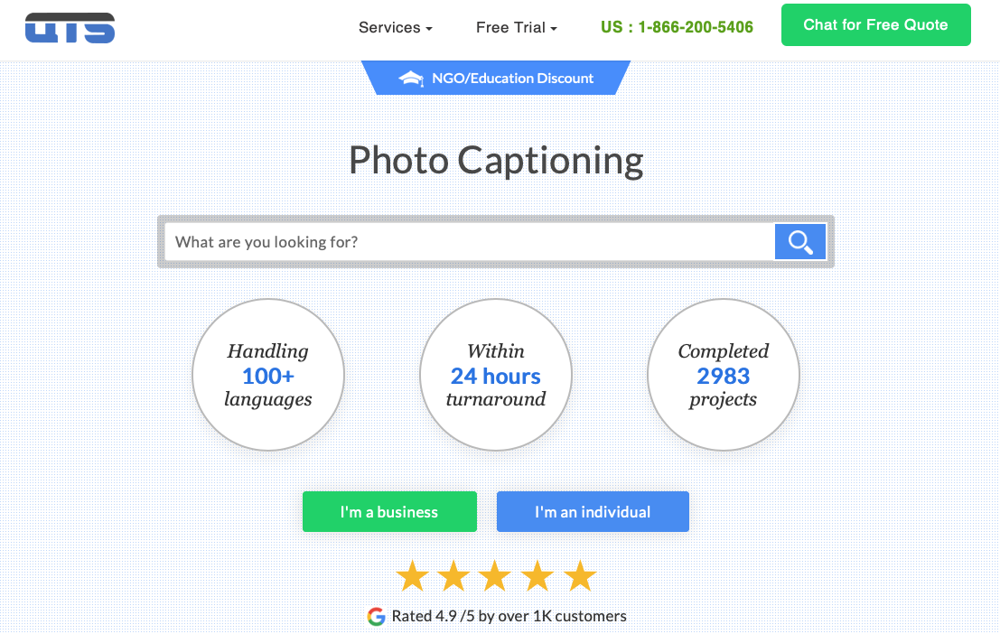 QTS
Services
Free Trial
US : 1-866-200-5406
Chat for Free Quote
NGO/Education Discount
Photo Captioning
What are you looking for?
Handling
100+
languages
Within
24 hours
turnaround
Completed
2983
projects
I'm a business
I'm an individual
Rated 4.9 /5 by over 1K customers